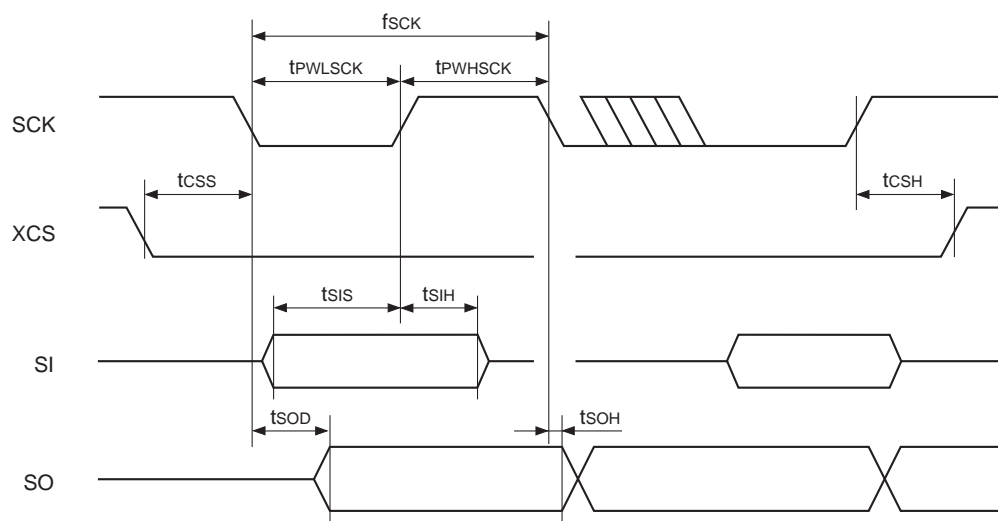 fSCK
tPWLSCK tPWHSCK
SCK
tCSS tCSH
XCS
tSIS tSIH
SI
tSOD tSOH
SO